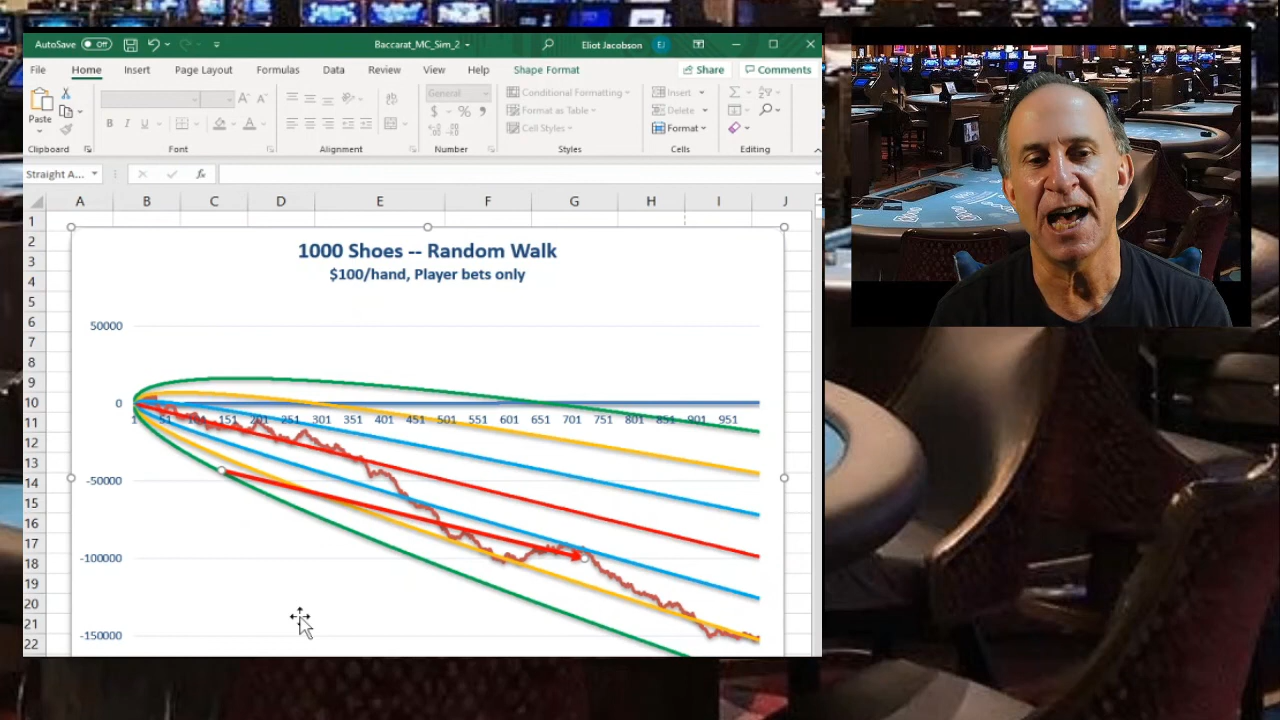 AutoSave Off Baccarat_MC_Sim_2 Eliot Jacobson EJ
File Home Insert Page Layout Formulas Data Review View Help Shape Format Share Comments
General
Conditional Formatting Insert
Paste B I U $ % Format as Table Delete
Cell Styles Format
Clipboard Font Alignment Number Styles Cells Editing
Straight A... fx
A B C D E F G H I J
1
2
3
4
5
6
7
8
9
10
11
12
13
14
15
16
17
18
19
20
21
22
1000 Shoes -- Random Walk
$100/hand, Player bets only
50000
0
1 51 101 151 201 251 301 351 401 451 501 551 601 651 701 751 801 851 901 951
-50000
-100000
-150000